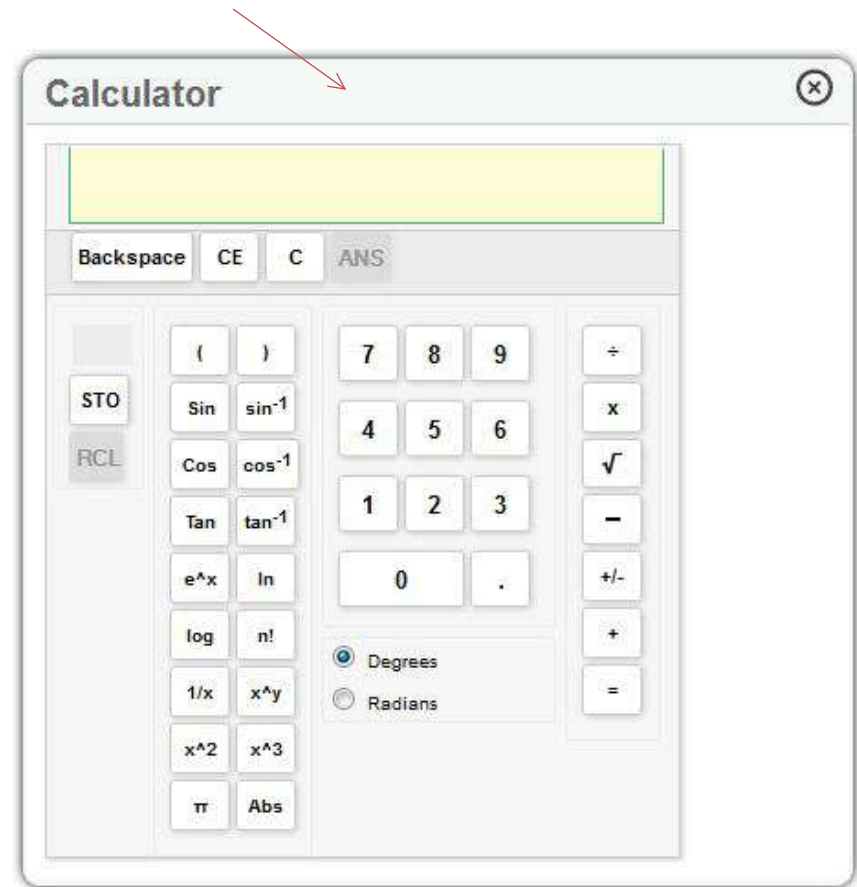 Calculator
Backspace CE C ANS
( ) 7 8 9 ÷
STO Sin sin-1 4 5 6 x
RCL Cos cos-1 √
Tan tan-1 1 2 3 −
e^x ln 0 . +/-
log n! +
Degrees
1/x x^y Radians =
x^2 x^3
π Abs